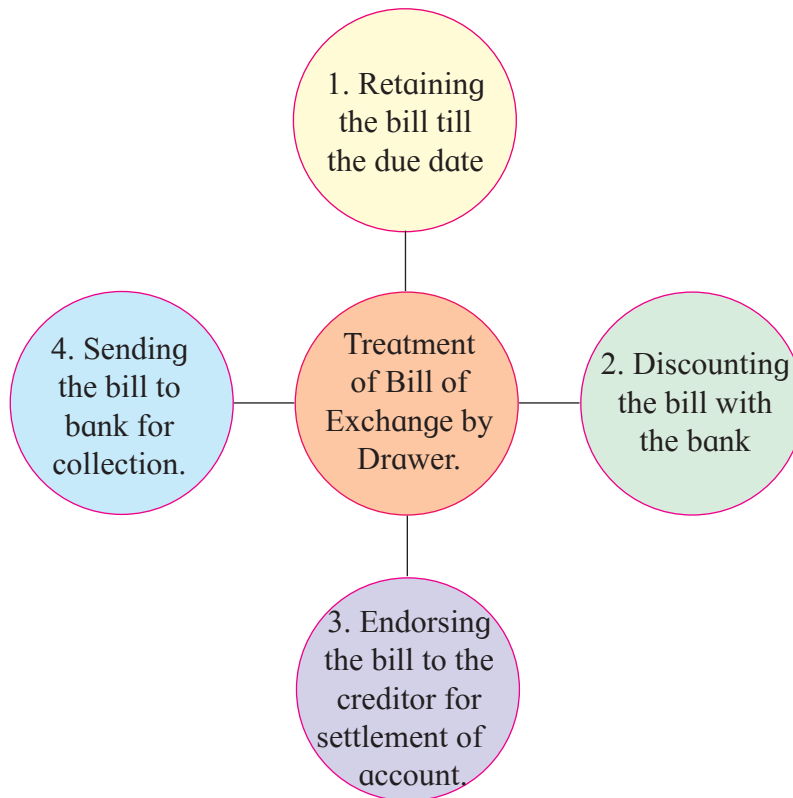 1. Retaining
the bill till
the due date
Treatment
of Bill of
Exchange by
Drawer.
2. Discounting
the bill with
the bank
3. Endorsing
the bill to the
creditor for
settlement of
account.
4. Sending
the bill to
bank for
collection.